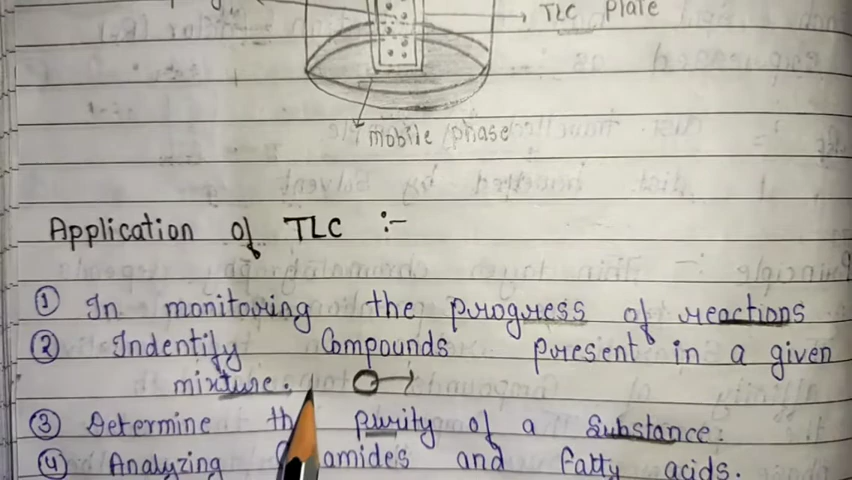 TLC Plate
mobile phase
Application of TLC :-
① In monitoring the progress of reactions
② Indentify Compounds present in a given
mixture.
③ Determine the purity of a Substance.
④ Analyzing amides and fatty acids.